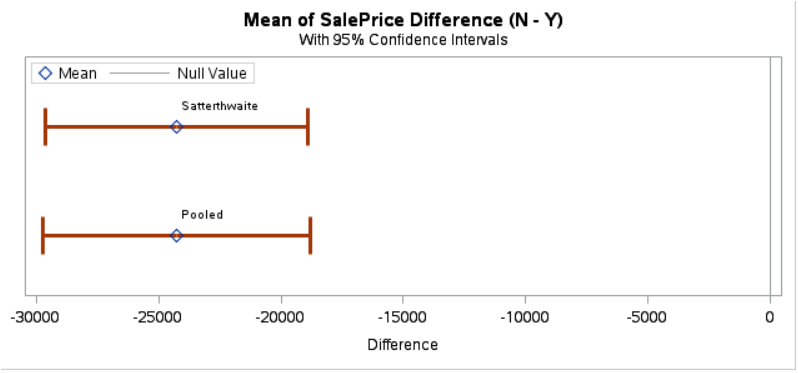 Mean of SalePrice Difference (N - Y)
With 95% Confidence Intervals
Mean Null Value
Satterthwaite
Pooled
-30000 -25000 -20000 -15000 -10000 -5000 0
Difference